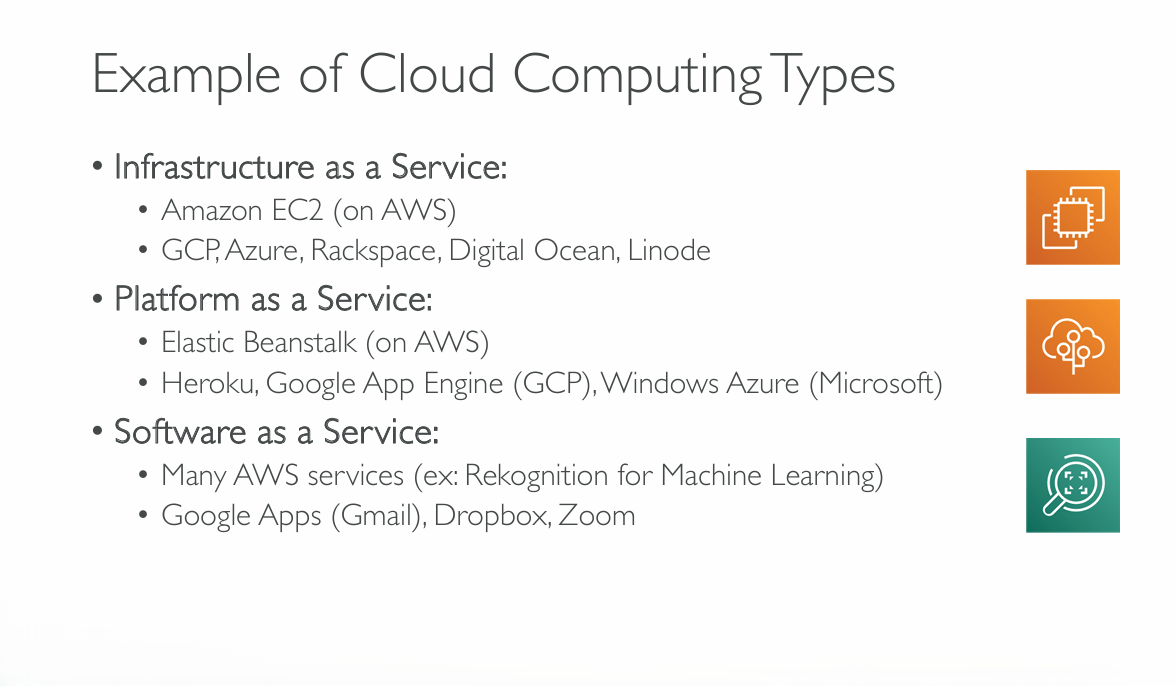 Example of Cloud Computing Types
• Infrastructure as a Service:
• Amazon EC2 (on AWS)
• GCP, Azure, Rackspace, Digital Ocean, Linode
• Platform as a Service:
• Elastic Beanstalk (on AWS)
• Heroku, Google App Engine (GCP), Windows Azure (Microsoft)
• Software as a Service:
• Many AWS services (ex: Rekognition for Machine Learning)
• Google Apps (Gmail), Dropbox, Zoom